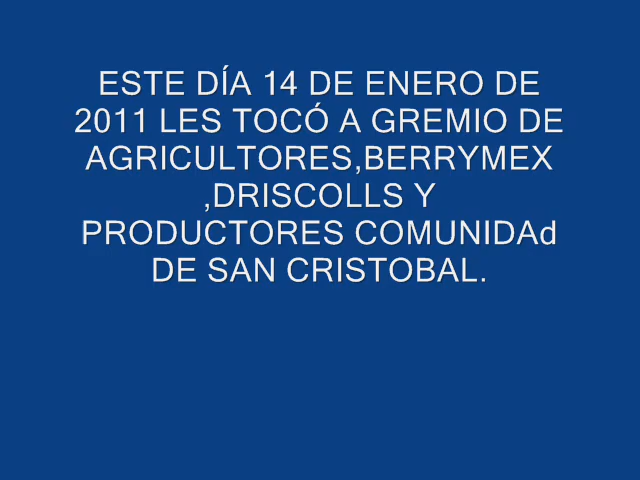 ESTE DÍA 14 DE ENERO DE
2011 LES TOCÓ A GREMIO DE
AGRICULTORES,BERRYMEX
,DRISCOLLS Y
PRODUCTORES COMUNIDAd
DE SAN CRISTOBAL.